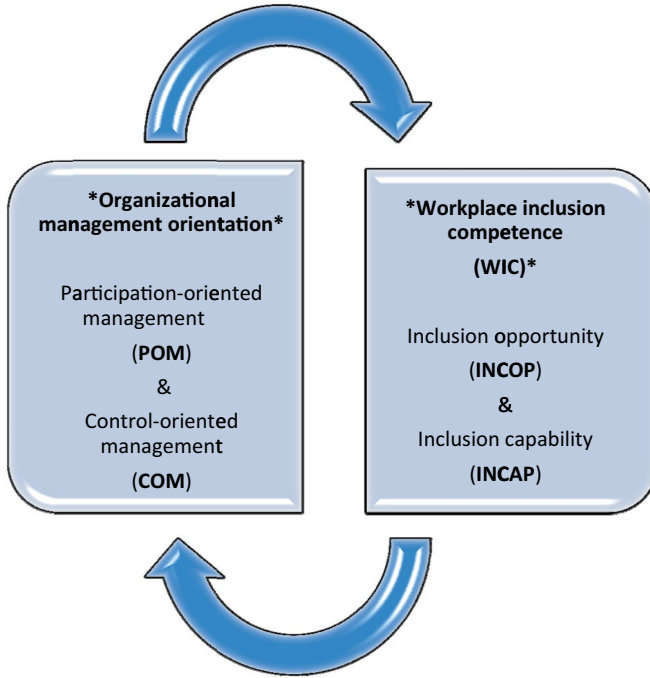 *Organizational
management orientation*
Participation-oriented
management
(POM)
&
Control-oriented
management
(COM)
*Workplace inclusion
competence
(WIC)*
Inclusion opportunity
(INCOP)
&
Inclusion capability
(INCAP)